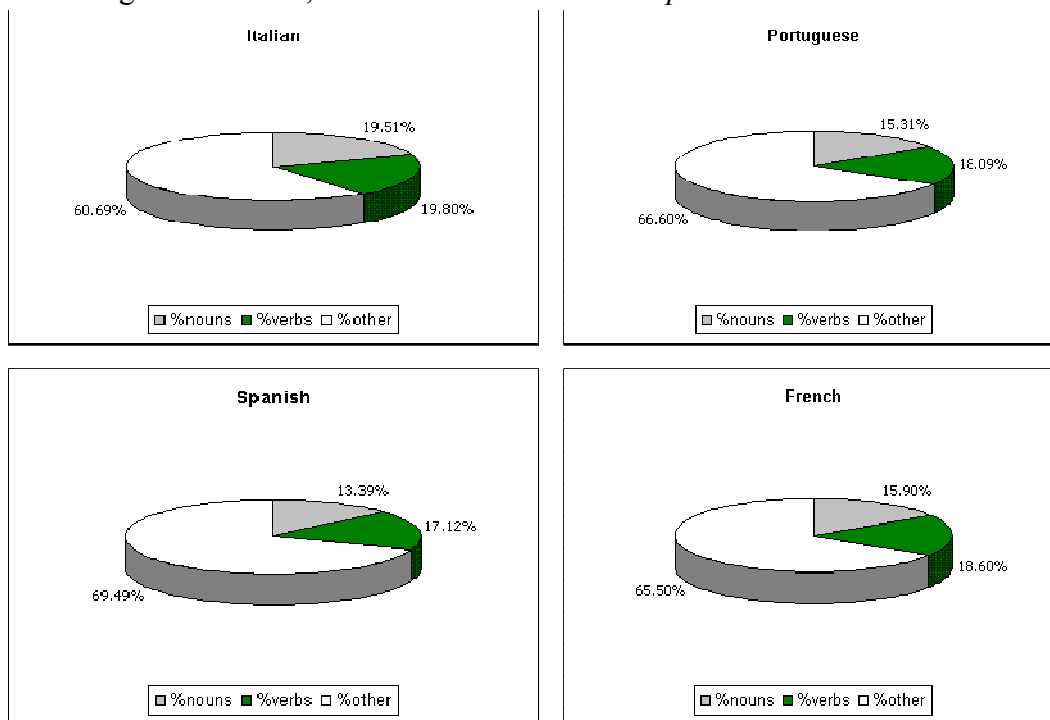 Italian
19.51%
60.69%
19.80%
%nouns %verbs %other
Portuguese
15.31%
18.09%
66.60%
%nouns %verbs %other
Spanish
13.39%
17.12%
69.49%
%nouns %verbs %other
French
15.90%
18.60%
65.50%
%nouns %verbs %other